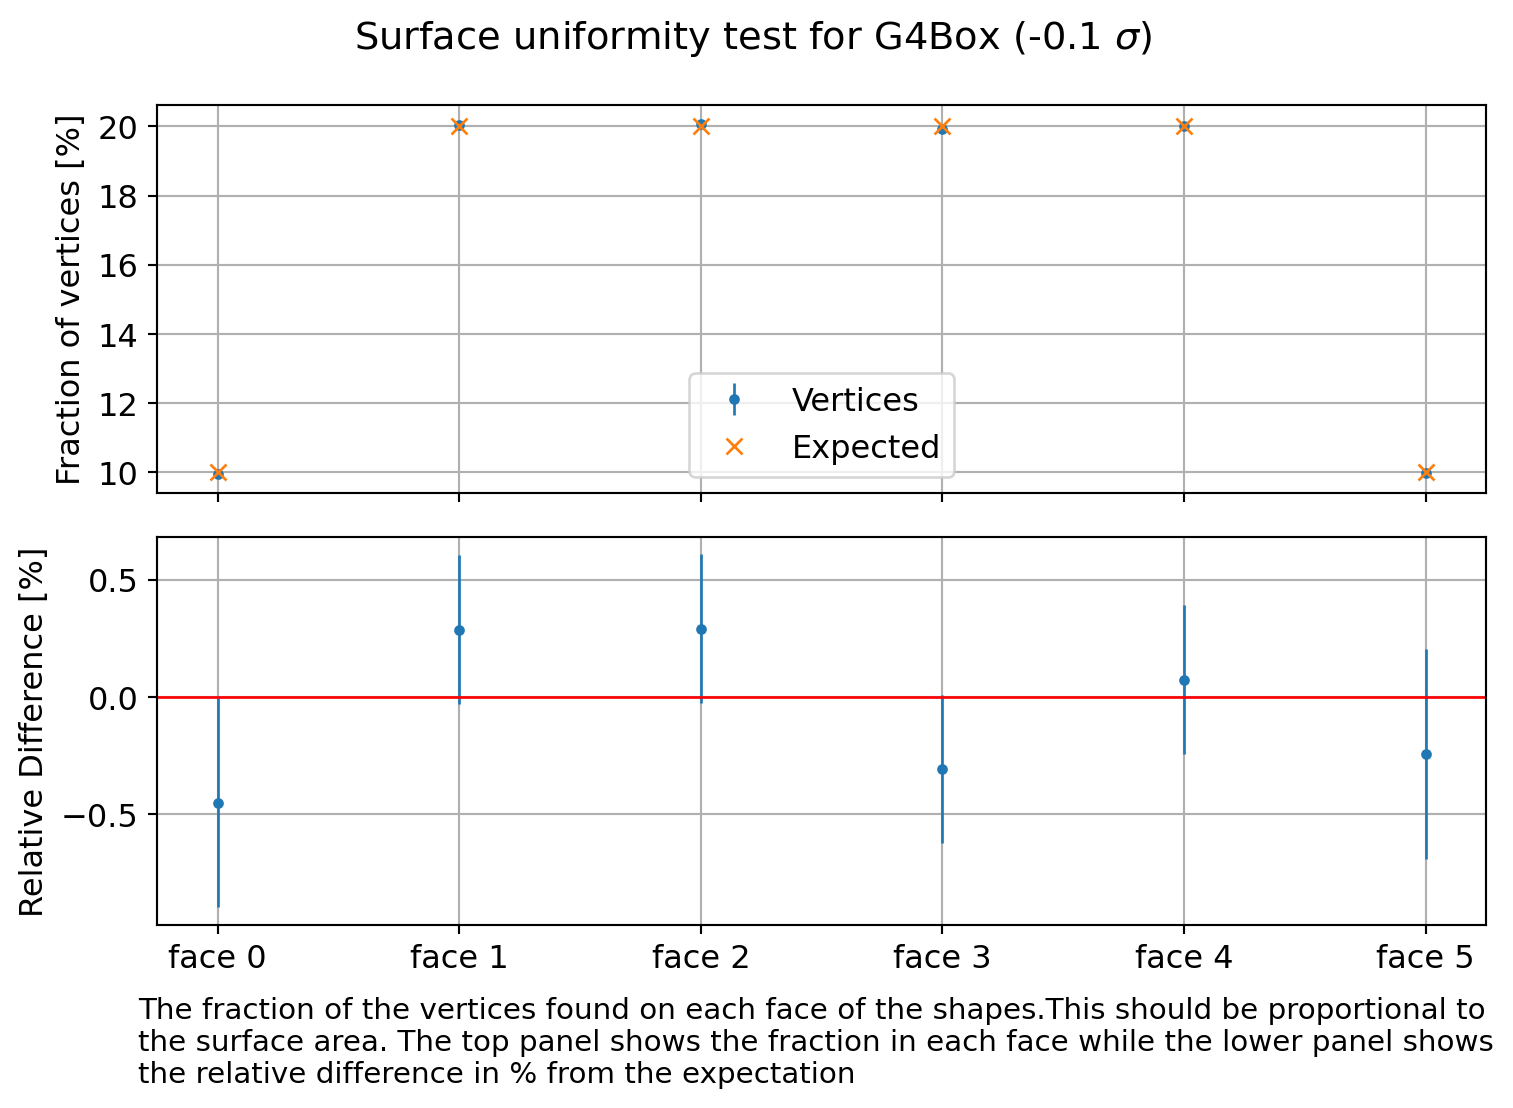 Surface uniformity test for G4Box (-0.1 σ)
Fraction of vertices [%]
20
18
16
14
12
10
Vertices
Expected
Relative Difference [%]
0.5
0.0
−0.5
face 0
face 1
face 2
face 3
face 4
face 5
The fraction of the vertices found on each face of the shapes.This should be proportional to
the surface area. The top panel shows the fraction in each face while the lower panel shows
the relative difference in % from the expectation